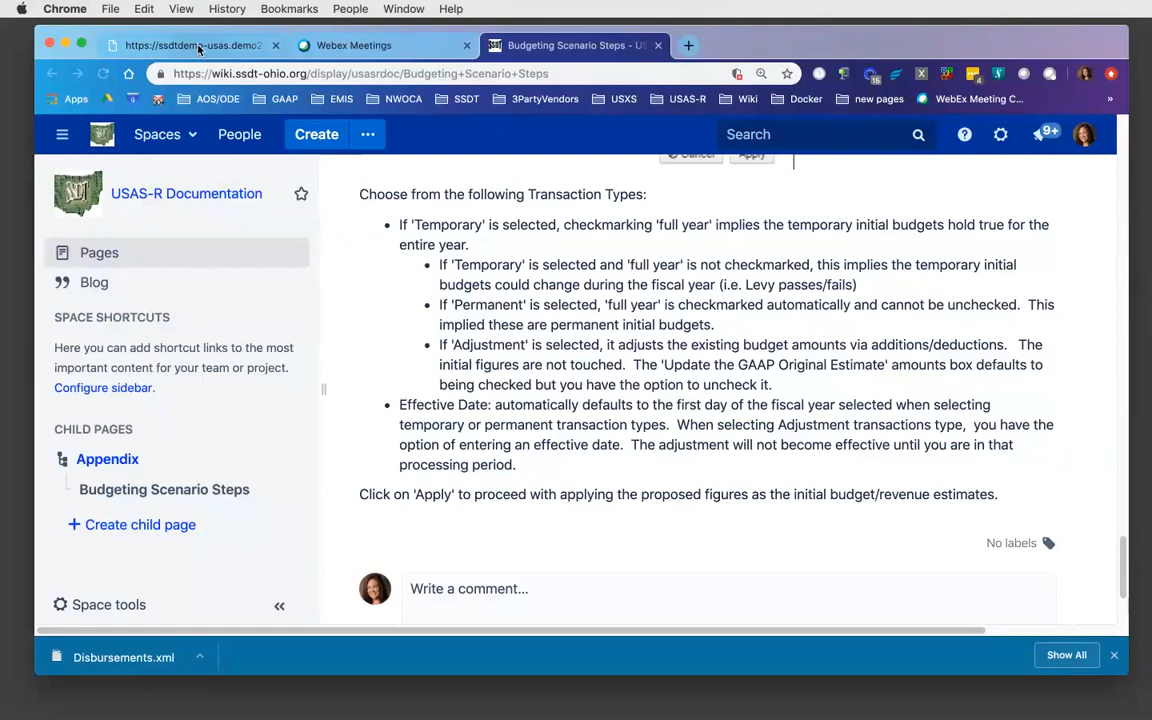 Chrome File Edit View History Bookmarks People Window Help
https://ssdtdemo-usas.demo2
Webex Meetings
Budgeting Scenario Steps - US
https://wiki.ssdt-ohio.org/display/usasrdoc/Budgeting+Scenario+Steps
Apps AOS/ODE GAAP EMIS NWOCA SSDT 3PartyVendors USXS USAS-R Wiki Docker new pages WebEx Meeting C... »
Spaces People Create ••• Search 9+
Cancel Apply
SSDT USAS-R Documentation
Pages
Blog
SPACE SHORTCUTS
Here you can add shortcut links to the most
important content for your team or project.
Configure sidebar.
CHILD PAGES
Appendix
Budgeting Scenario Steps
+ Create child page
Space tools «
Choose from the following Transaction Types:
• If 'Temporary' is selected, checkmarking 'full year' implies the temporary initial budgets hold true for the
entire year.
• If 'Temporary' is selected and 'full year' is not checkmarked, this implies the temporary initial
budgets could change during the fiscal year (i.e. Levy passes/fails)
• If 'Permanent' is selected, 'full year' is checkmarked automatically and cannot be unchecked. This
implied these are permanent initial budgets.
• If 'Adjustment' is selected, it adjusts the existing budget amounts via additions/deductions. The
initial figures are not touched. The 'Update the GAAP Original Estimate' amounts box defaults to
being checked but you have the option to uncheck it.
• Effective Date: automatically defaults to the first day of the fiscal year selected when selecting
temporary or permanent transaction types. When selecting Adjustment transactions type, you have the
option of entering an effective date. The adjustment will not become effective until you are in that
processing period.
Click on 'Apply' to proceed with applying the proposed figures as the initial budget/revenue estimates.
No labels
Write a comment...
Disbursements.xml
Show All